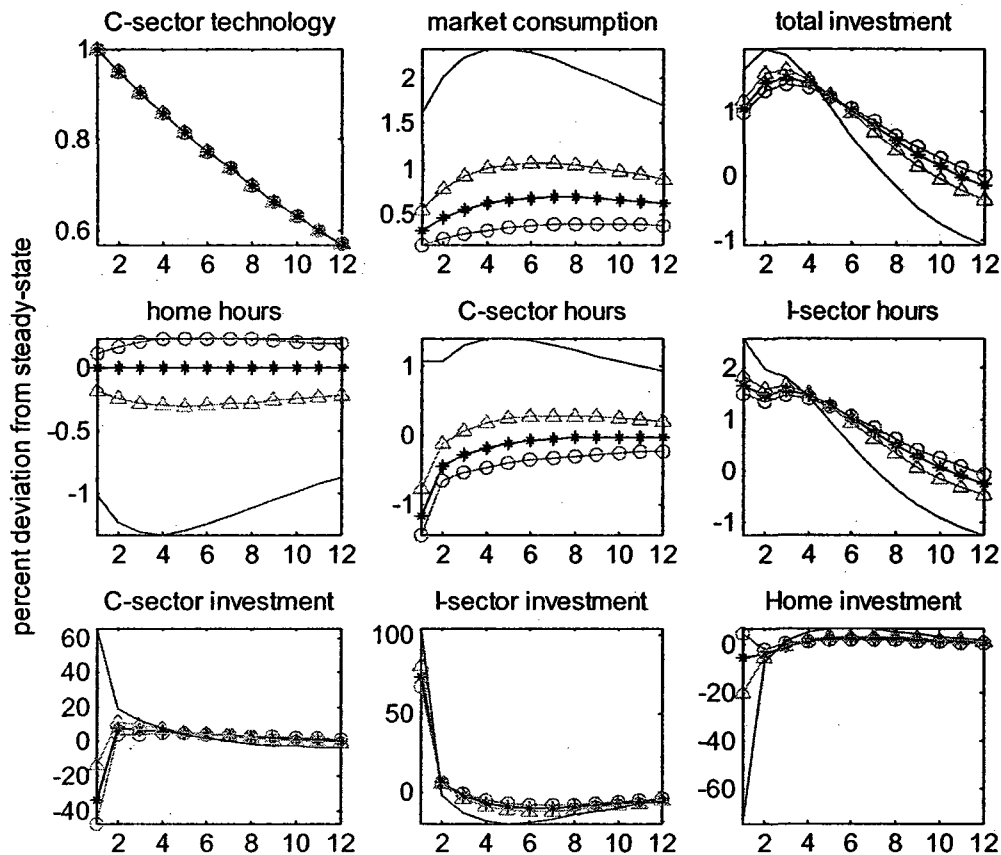 C-sector technology
market consumption
total investment
1
0.8
0.6
2 4 6 8 10 12
2
1.5
1
0.5
2 4 6 8 10 12
1
0
-1
2 4 6 8 10 12
percent deviation from steady-state
home hours
C-sector hours
I-sector hours
0
-0.5
-1
2 4 6 8 10 12
1
0
-1
2 4 6 8 10 12
2
1
0
-1
2 4 6 8 10 12
C-sector investment
I-sector investment
Home investment
60
40
20
0
-20
-40
2 4 6 8 10 12
100
50
0
2 4 6 8 10 12
0
-20
-40
-60
2 4 6 8 10 12